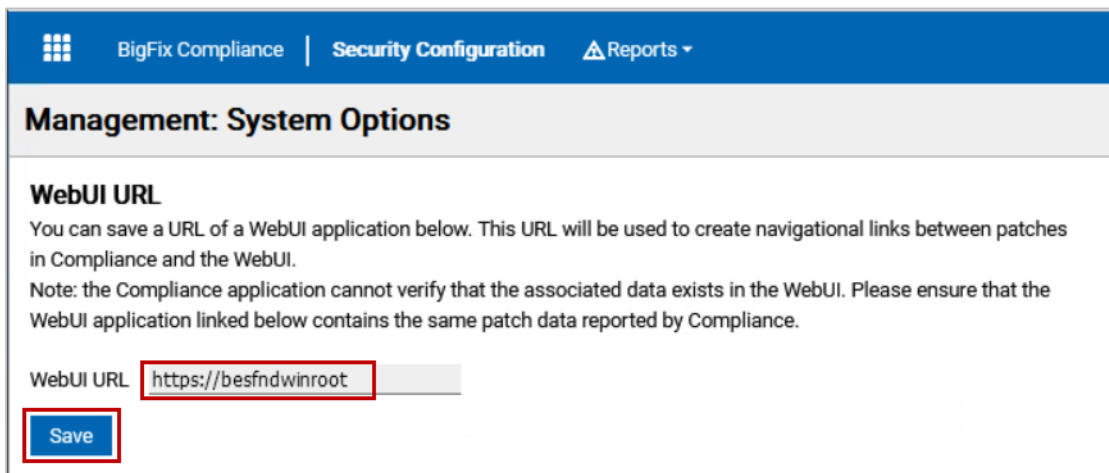 BigFix Compliance | Security Configuration Reports
Management: System Options
WebUI URL
You can save a URL of a WebUI application below. This URL will be used to create navigational links between patches
in Compliance and the WebUI.
Note: the Compliance application cannot verify that the associated data exists in the WebUI. Please ensure that the
WebUI application linked below contains the same patch data reported by Compliance.
WebUI URL https://besfndwinroot
Save